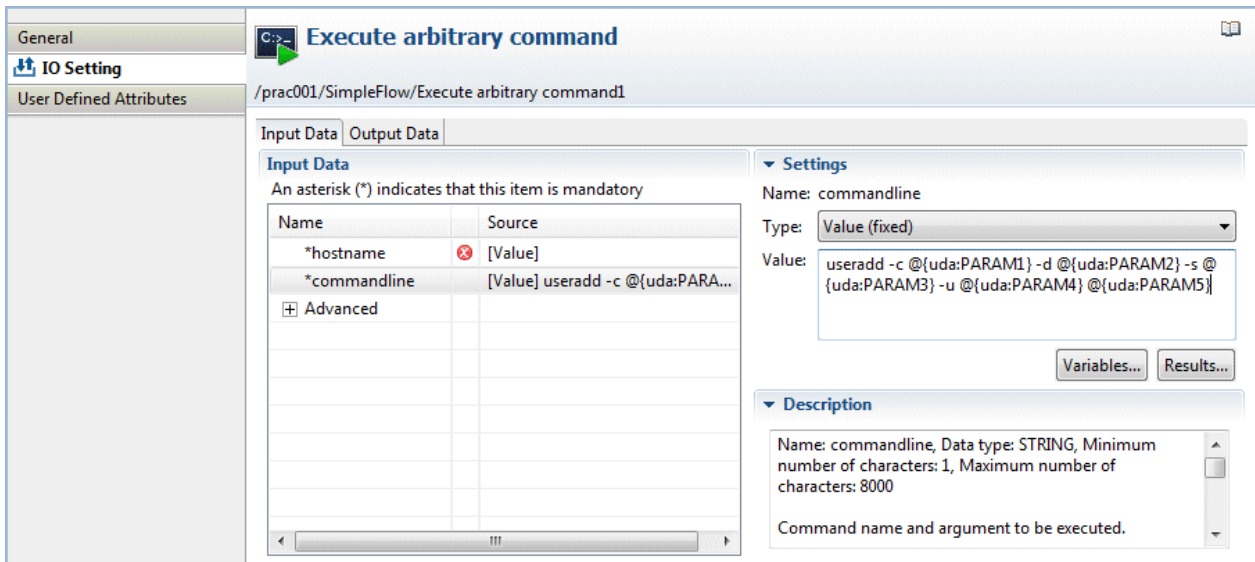 General
IO Setting
User Defined Attributes
C:>_
Execute arbitrary command
/prac001/SimpleFlow/Execute arbitrary command1
Input Data
Output Data
Input Data
An asterisk (*) indicates that this item is mandatory
Name Source
*hostname [Value]
*commandline [Value] useradd -c @{uda:PARA...
Advanced
Settings
Name: commandline
Type: Value (fixed)
Value: useradd -c @{uda:PARAM1} -d @{uda:PARAM2} -s @
{uda:PARAM3} -u @{uda:PARAM4} @{uda:PARAM5}
Variables... Results...
Description
Name: commandline, Data type: STRING, Minimum
number of characters: 1, Maximum number of
characters: 8000
Command name and argument to be executed.